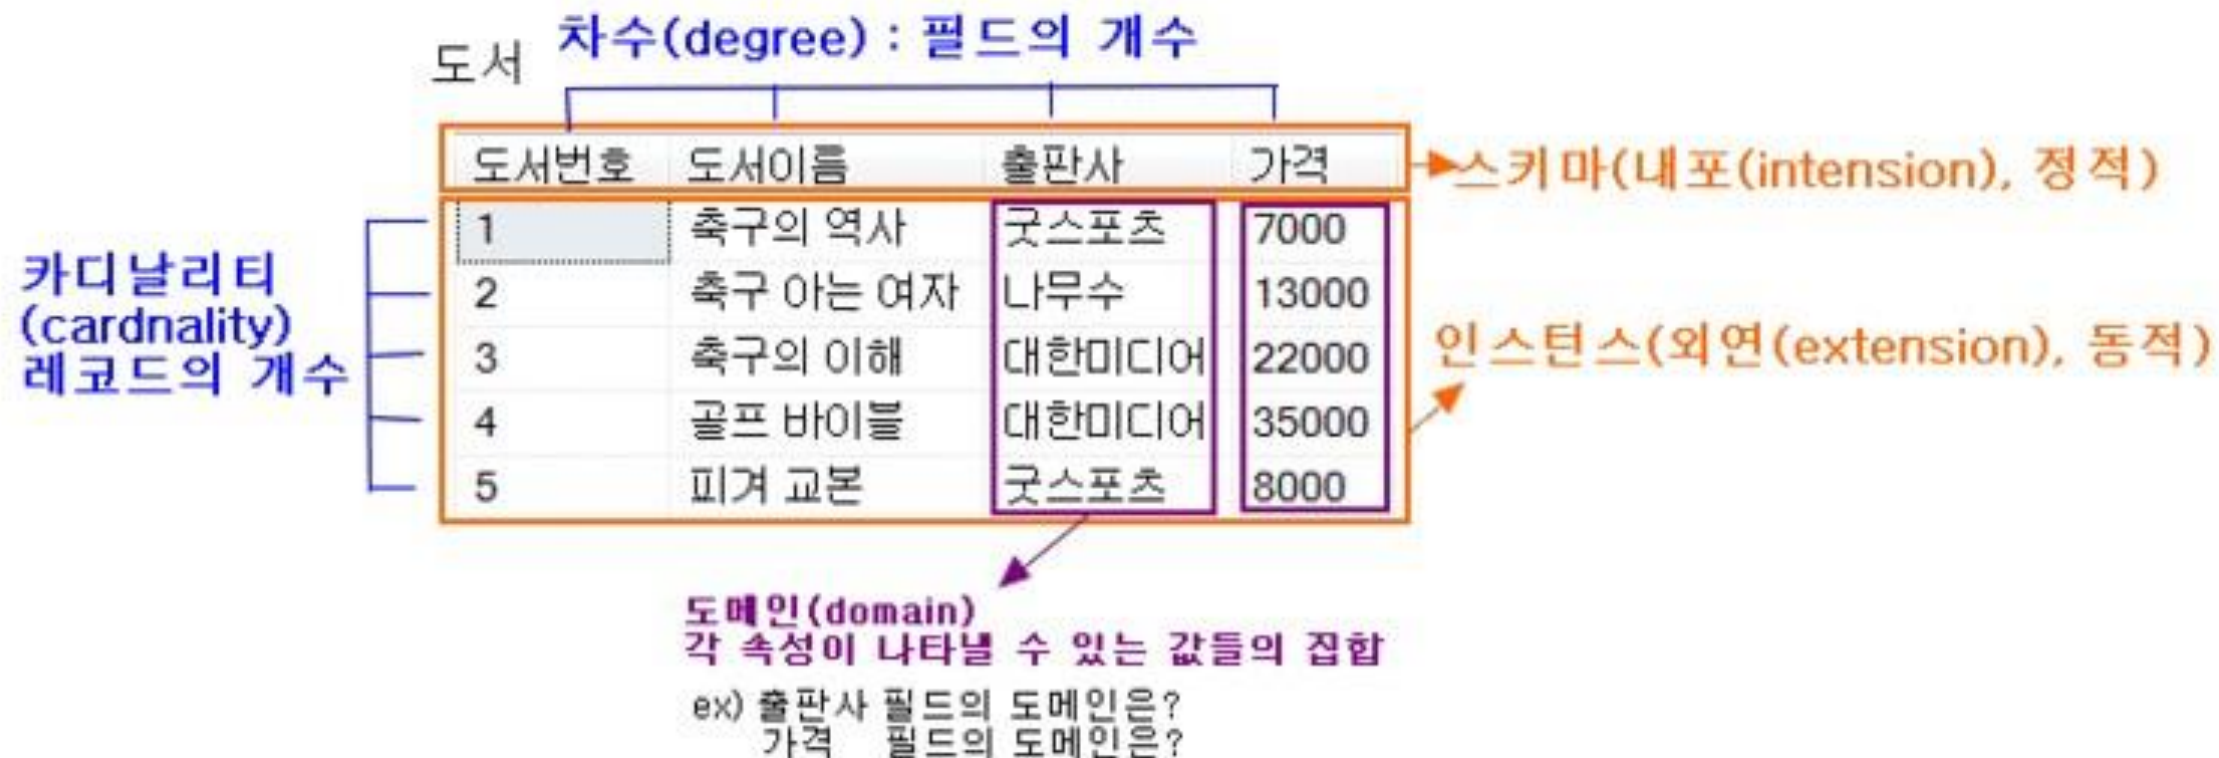 차수(degree) : 필드의 개수
도서
도서번호 도서이름 출판사 가격
스키마(내포(intension), 정적)
1 축구의 역사 굿스포츠 7000
2 축구 아는 여자 나무수 13000
3 축구의 이해 대한미디어 22000
4 골프 바이블 대한미디어 35000
5 피겨 교본 굿스포츠 8000
카디날리티
(cardnality)
레코드의 개수
인스턴스(외연(extension), 동적)
도메인(domain)
각 속성이 나타낼 수 있는 값들의 집합
ex) 출판사 필드의 도메인은?
가격 필드의 도메인은?